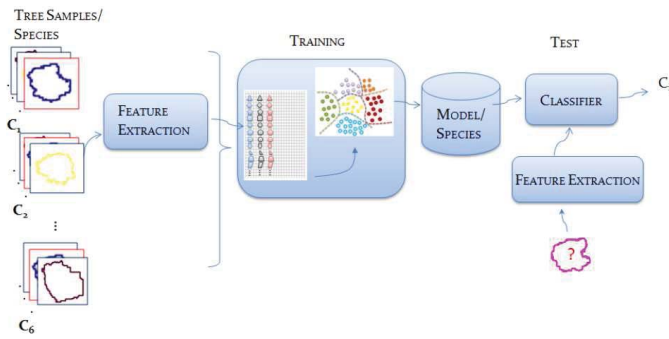 TREE SAMPLES/
SPECIES
C1
C2
...
C6
FEATURE
EXTRACTION
TRAINING
MODEL/
SPECIES
TEST
CLASSIFIER
FEATURE EXTRACTION
?
C